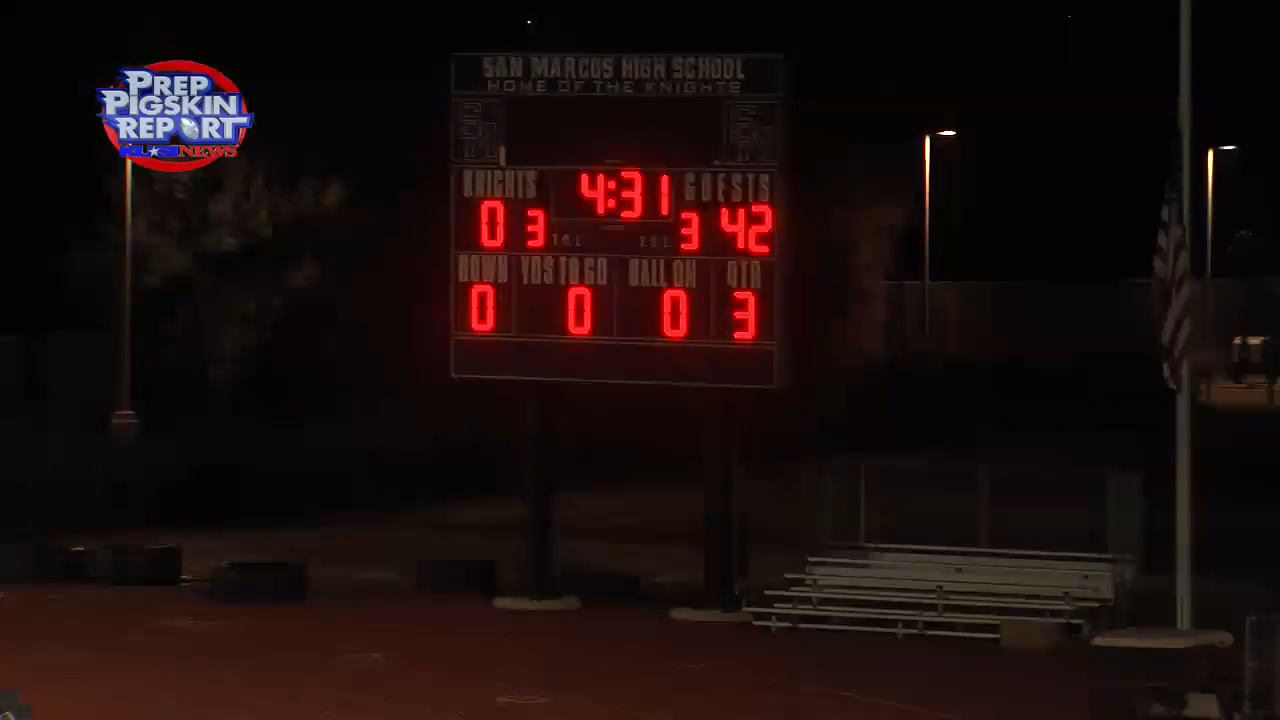 PREP
PIGSKIN
REPORT
KUSI NEWS
SAN MARCOS HIGH SCHOOL
HOME OF THE KNIGHTS
KNIGHTS 4:31 GUESTS
0 3 T.O.L. T.O.L. 3 42
DOWN YDS TO GO BALL ON QTR
0 0 0 3